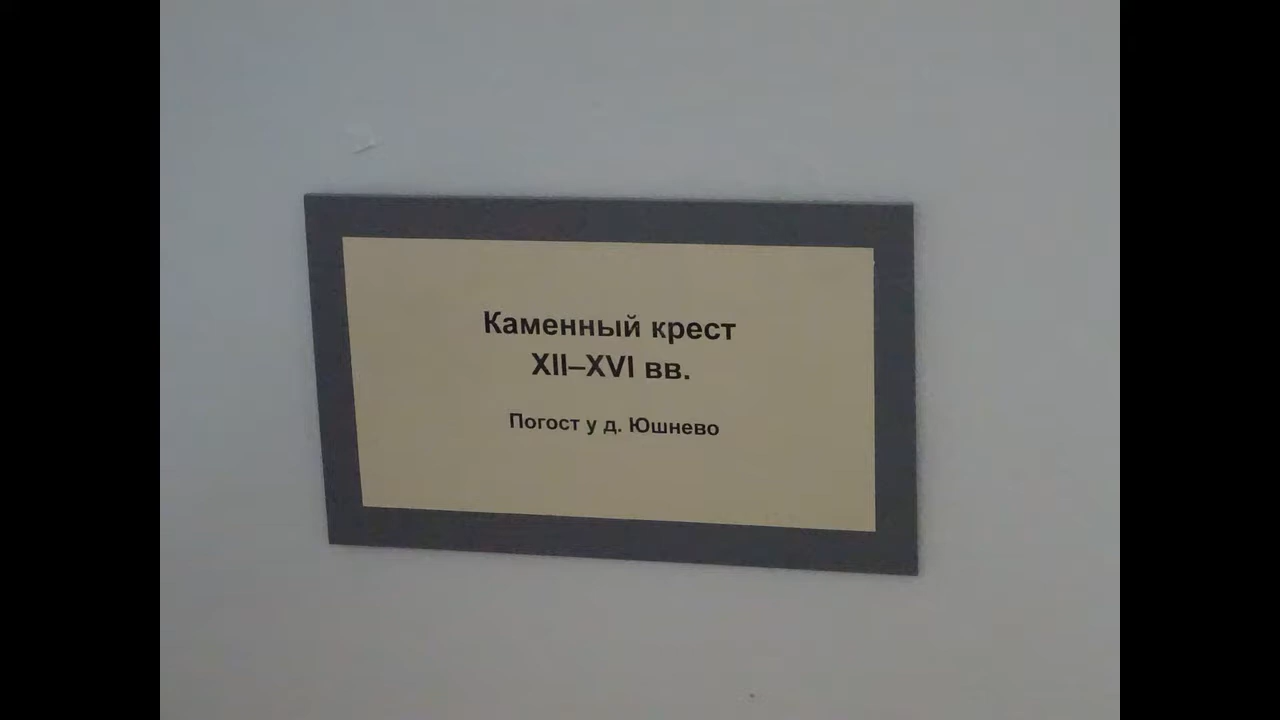 Каменный крест
XII–XVI вв.
Погост у д. Юшнево